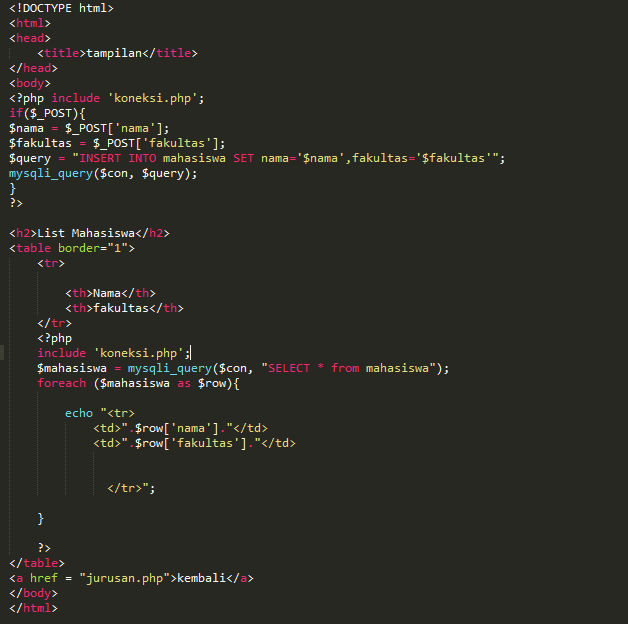 <!DOCTYPE html>
<html>
<head>
    <title>tampilan</title>
</head>
<body>
<?php include 'koneksi.php';
if($_POST){
$nama = $_POST['nama'];
$fakultas = $_POST['fakultas'];
$query = "INSERT INTO mahasiswa SET nama='$nama',fakultas='$fakultas'";
mysqli_query($con, $query);
}
?>
<h2>List Mahasiswa</h2>
<table border="1">
    <tr>
        <th>Nama</th>
        <th>fakultas</th>
    </tr>
    <?php
    include 'koneksi.php';
    $mahasiswa = mysqli_query($con, "SELECT * from mahasiswa");
    foreach ($mahasiswa as $row){
        echo "<tr>
            <td>".$row['nama']."</td>
            <td>".$row['fakultas']."</td>
              </tr>";
    }
    ?>
</table>
<a href = "jurusan.php">kembali</a>
</body>
</html>